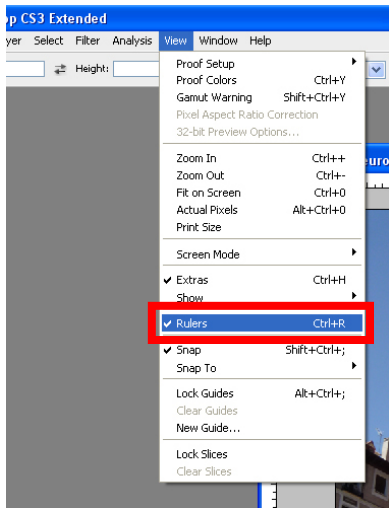 op CS3 Extended
yer Select Filter Analysis View Window Help
Height:
Proof Setup
Proof Colors Ctrl+Y
Gamut Warning Shift+Ctrl+Y
Pixel Aspect Ratio Correction
32-bit Preview Options...
Zoom In Ctrl++
Zoom Out Ctrl+-
Fit on Screen Ctrl+0
Actual Pixels Alt+Ctrl+0
Print Size
Screen Mode
Extras Ctrl+H
Show
Rulers Ctrl+R
Snap Shift+Ctrl+;
Snap To
Lock Guides Alt+Ctrl+;
Clear Guides
New Guide...
Lock Slices
Clear Slices
euro